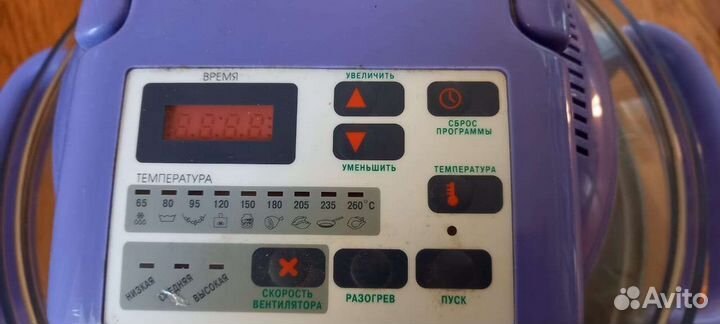 ВРЕМЯ
УВЕЛИЧИТЬ
СБРОС
ПРОГРАММЫ
УМЕНЬШИТЬ
ТЕМПЕРАТУРА
ТЕМПЕРАТУРА
65 80 95 120 150 180 205 235 260°C
НИЗКАЯ СРЕДНЯЯ ВЫСОКАЯ
СКОРОСТЬ
ВЕНТИЛЯТОРА
РАЗОГРЕВ
ПУСК
Avito